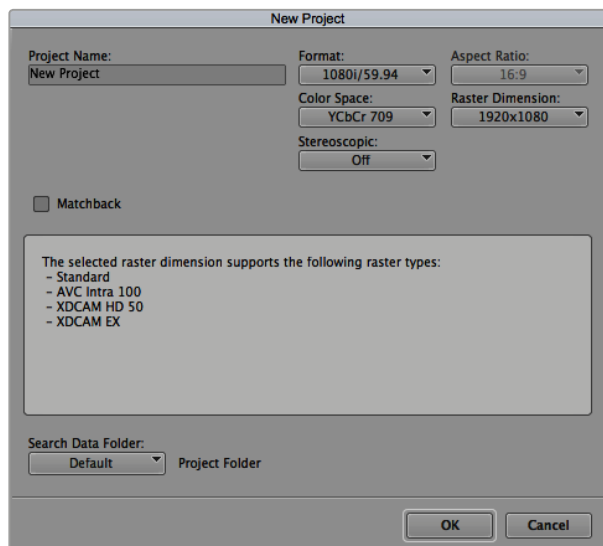 New Project
Project Name:
New Project
Format:
1080i/59.94
Aspect Ratio:
16:9
Color Space:
YCbCr 709
Raster Dimension:
1920x1080
Stereoscopic:
Off
Matchback
The selected raster dimension supports the following raster types:
- Standard
- AVC Intra 100
- XDCAM HD 50
- XDCAM EX
Search Data Folder:
Default
Project Folder
OK
Cancel